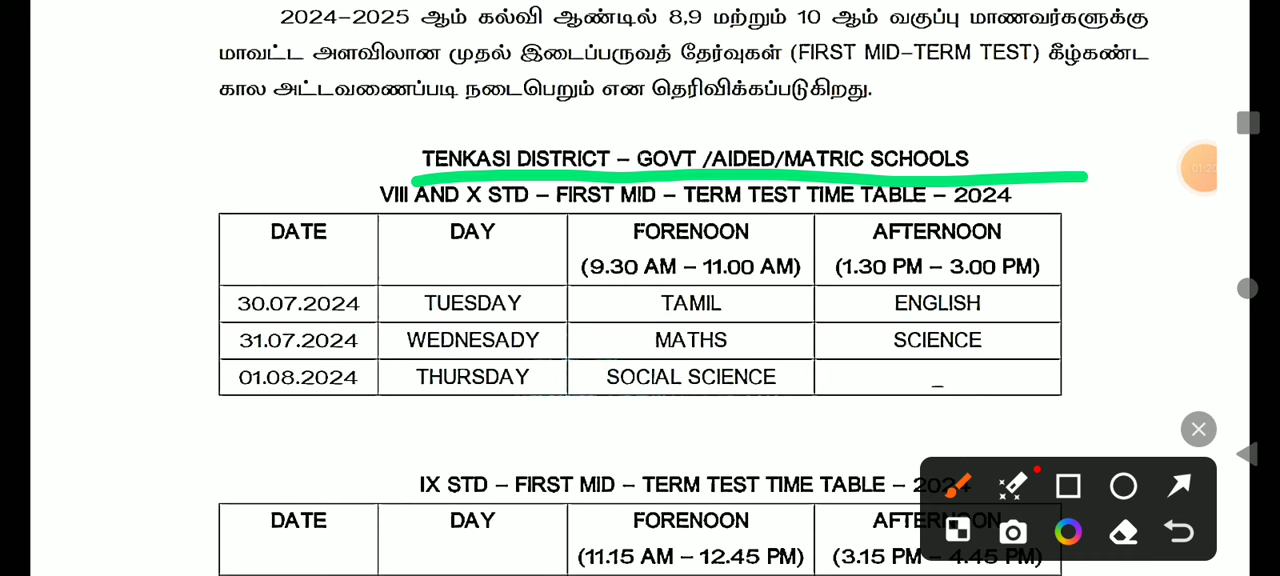 2024–2025 ஆம் கல்வி ஆண்டில் 8,9 மற்றும் 10 ஆம் வகுப்பு மாணவர்களுக்கு
மாவட்ட அளவிலான முதல் இடைப்பருவத் தேர்வுகள் (FIRST MID–TERM TEST) கீழ்கண்ட
கால அட்டவணைப்படி நடைபெறும் என தெரிவிக்கப்படுகிறது.
TENKASI DISTRICT – GOVT /AIDED/MATRIC SCHOOLS
VIII AND X STD – FIRST MID – TERM TEST TIME TABLE – 2024
DATE DAY FORENOON AFTERNOON
(9.30 AM – 11.00 AM) (1.30 PM – 3.00 PM)
30.07.2024 TUESDAY TAMIL ENGLISH
31.07.2024 WEDNESADY MATHS SCIENCE
01.08.2024 THURSDAY SOCIAL SCIENCE –
IX STD – FIRST MID – TERM TEST TIME TABLE – 2024
DATE DAY FORENOON AFTERNOON
(11.15 AM – 12.45 PM) (3.15 PM – 4.45 PM)